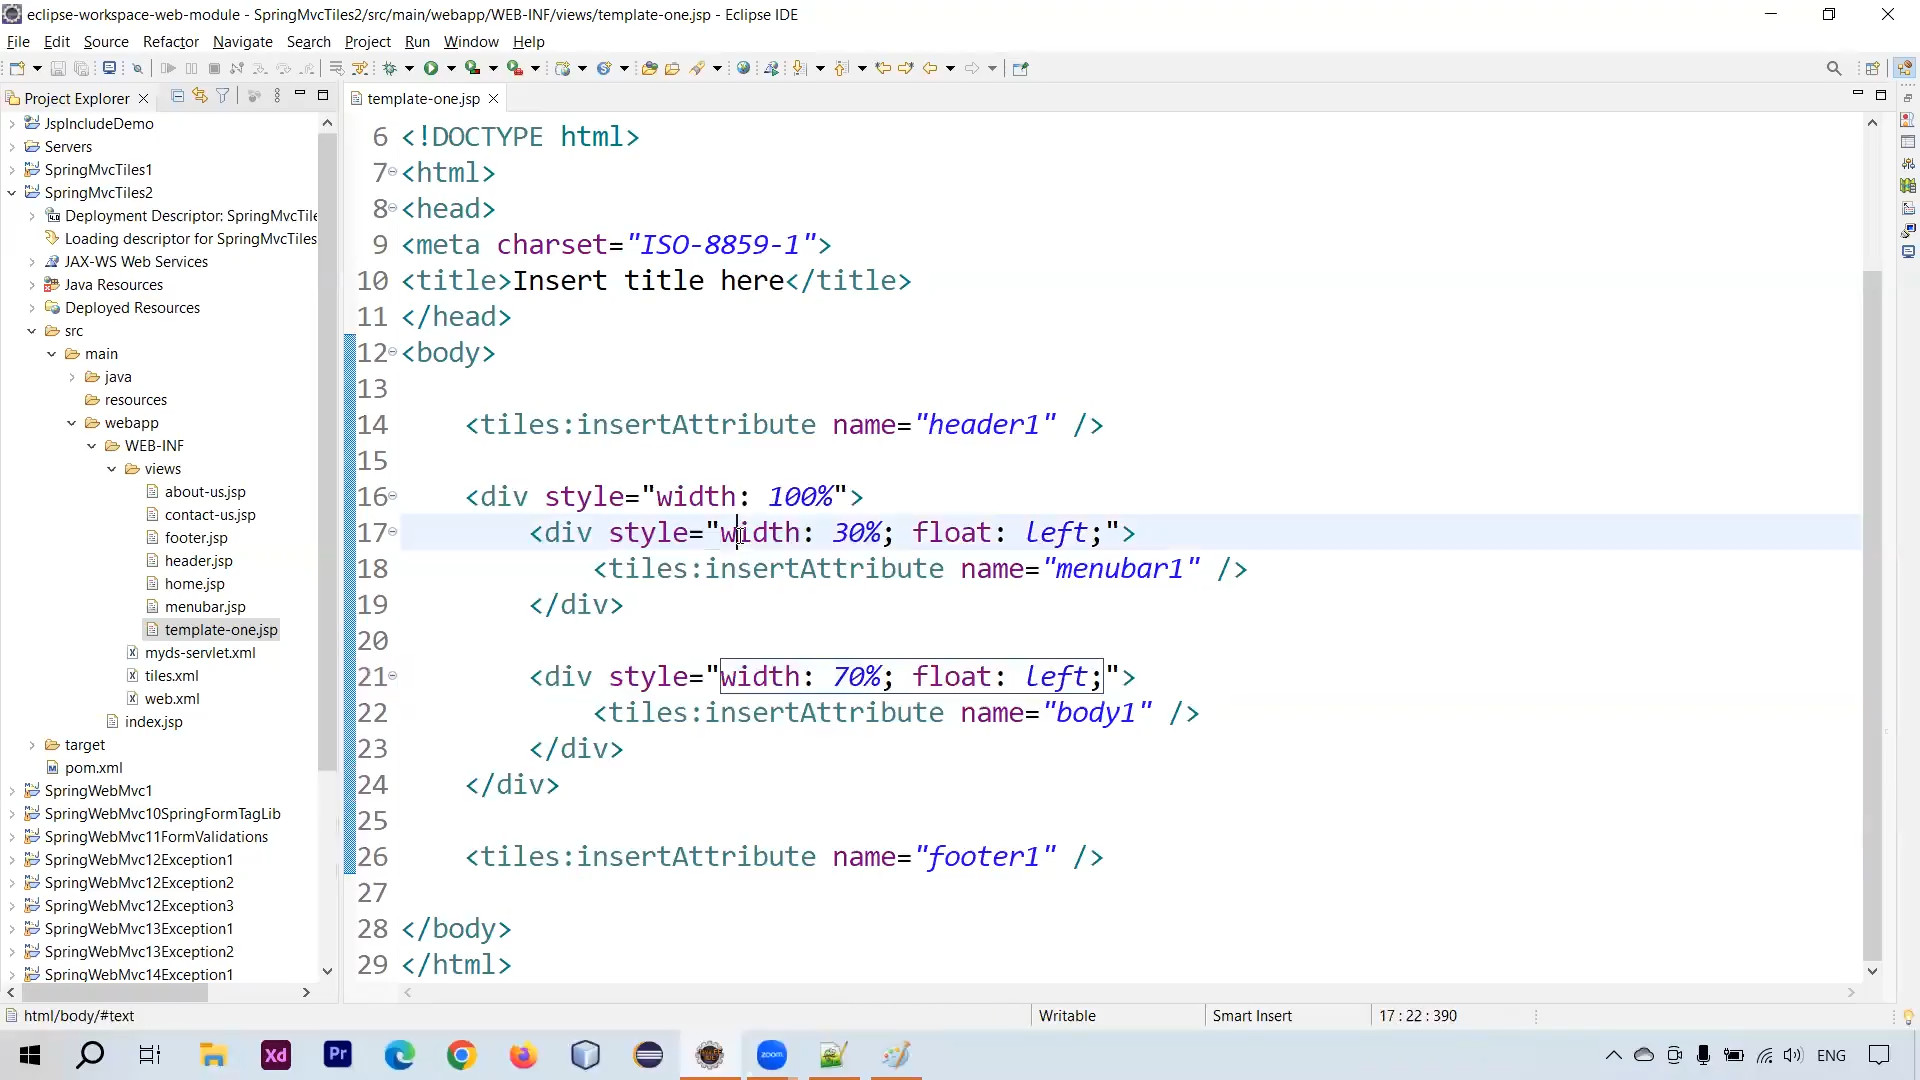 eclipse-workspace-web-module - SpringMvcTiles2/src/main/webapp/WEB-INF/views/template-one.jsp - Eclipse IDE
File Edit Source Refactor Navigate Search Project Run Window Help
Project Explorer
JspIncludeDemo
Servers
SpringMvcTiles1
SpringMvcTiles2
Deployment Descriptor: SpringMvcTile
Loading descriptor for SpringMvcTiles
JAX-WS Web Services
Java Resources
Deployed Resources
src
main
java
resources
webapp
WEB-INF
views
about-us.jsp
contact-us.jsp
footer.jsp
header.jsp
home.jsp
menubar.jsp
template-one.jsp
myds-servlet.xml
tiles.xml
web.xml
index.jsp
target
pom.xml
SpringWebMvc1
SpringWebMvc10SpringFormTagLib
SpringWebMvc11FormValidations
SpringWebMvc12Exception1
SpringWebMvc12Exception2
SpringWebMvc12Exception3
SpringWebMvc13Exception1
SpringWebMvc13Exception2
SpringWebMvc14Exception1
template-one.jsp
6 <!DOCTYPE html>
7 <html>
8 <head>
9 <meta charset="ISO-8859-1">
10 <title>Insert title here</title>
11 </head>
12 <body>
13
14 <tiles:insertAttribute name="header1" />
15
16 <div style="width: 100%">
17 <div style="width: 30%; float: left;">
18 <tiles:insertAttribute name="menubar1" />
19 </div>
20
21 <div style="width: 70%; float: left;">
22 <tiles:insertAttribute name="body1" />
23 </div>
24 </div>
25
26 <tiles:insertAttribute name="footer1" />
27
28 </body>
29 </html>
html/body/#text Writable Smart Insert 17 : 22 : 390
Xd Pr zoom ENG